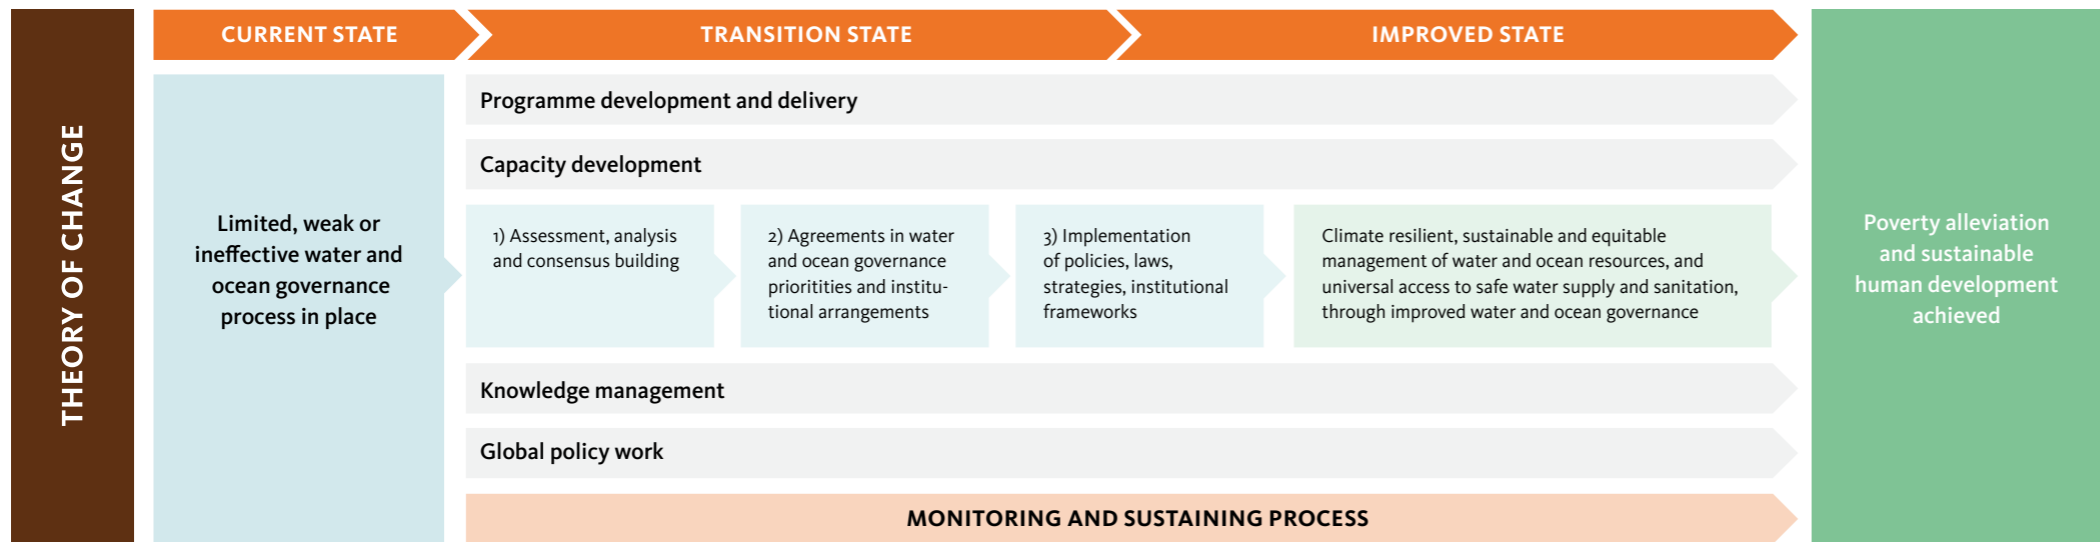 THEORY OF CHANGE
CURRENT STATE
TRANSITION STATE
IMPROVED STATE
Limited, weak or
ineffective water and
ocean governance
process in place
Programme development and delivery
Capacity development
1) Assessment, analysis
and consensus building
2) Agreements in water
and ocean governance
prioritities and institu-
tional arrangements
3) Implementation
of policies, laws,
strategies, institutional
frameworks
Climate resilient, sustainable and equitable
management of water and ocean resources, and
universal access to safe water supply and sanitation,
through improved water and ocean governance
Knowledge management
Global policy work
MONITORING AND SUSTAINING PROCESS
Poverty alleviation
and sustainable
human development
achieved